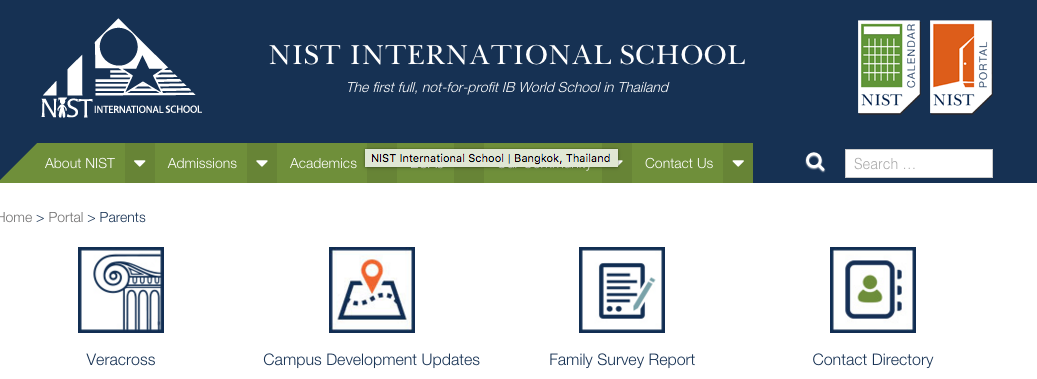 NIST INTERNATIONAL SCHOOL
The first full, not-for-profit IB World School in Thailand
NIST INTERNATIONAL SCHOOL
CALENDAR
NIST
PORTAL
NIST
About NIST
Admissions
Academics
NIST International School | Bangkok, Thailand
Contact Us
Search ...
Home > Portal > Parents
Veracross
Campus Development Updates
Family Survey Report
Contact Directory